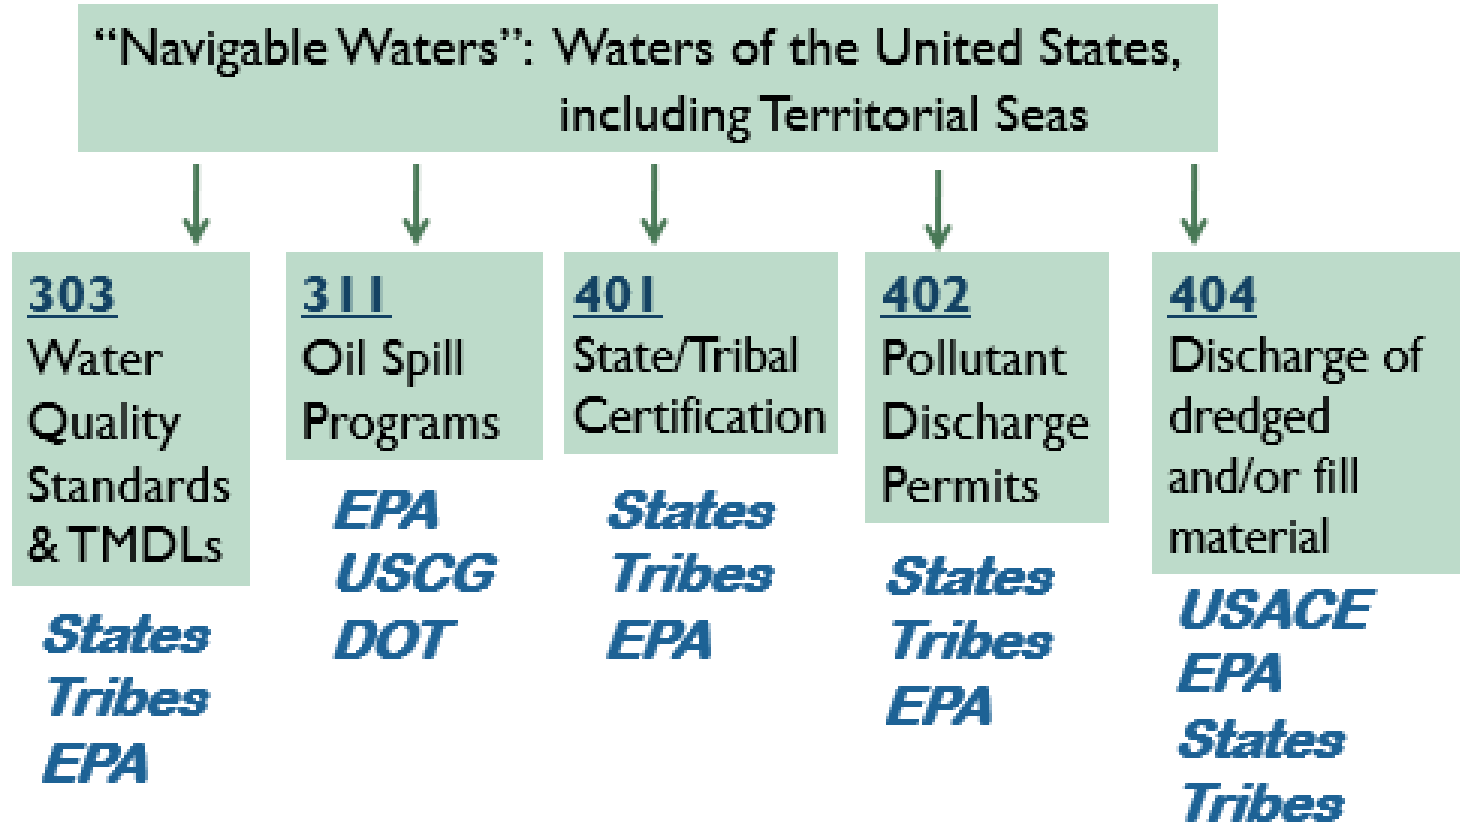 “Navigable Waters”: Waters of the United States,
including Territorial Seas
303
Water
Quality
Standards
& TMDLs
States
Tribes
EPA
311
Oil Spill
Programs
EPA
USCG
DOT
401
State/Tribal
Certification
States
Tribes
EPA
402
Pollutant
Discharge
Permits
States
Tribes
EPA
404
Discharge of
dredged
and/or fill
material
USACE
EPA
States
Tribes